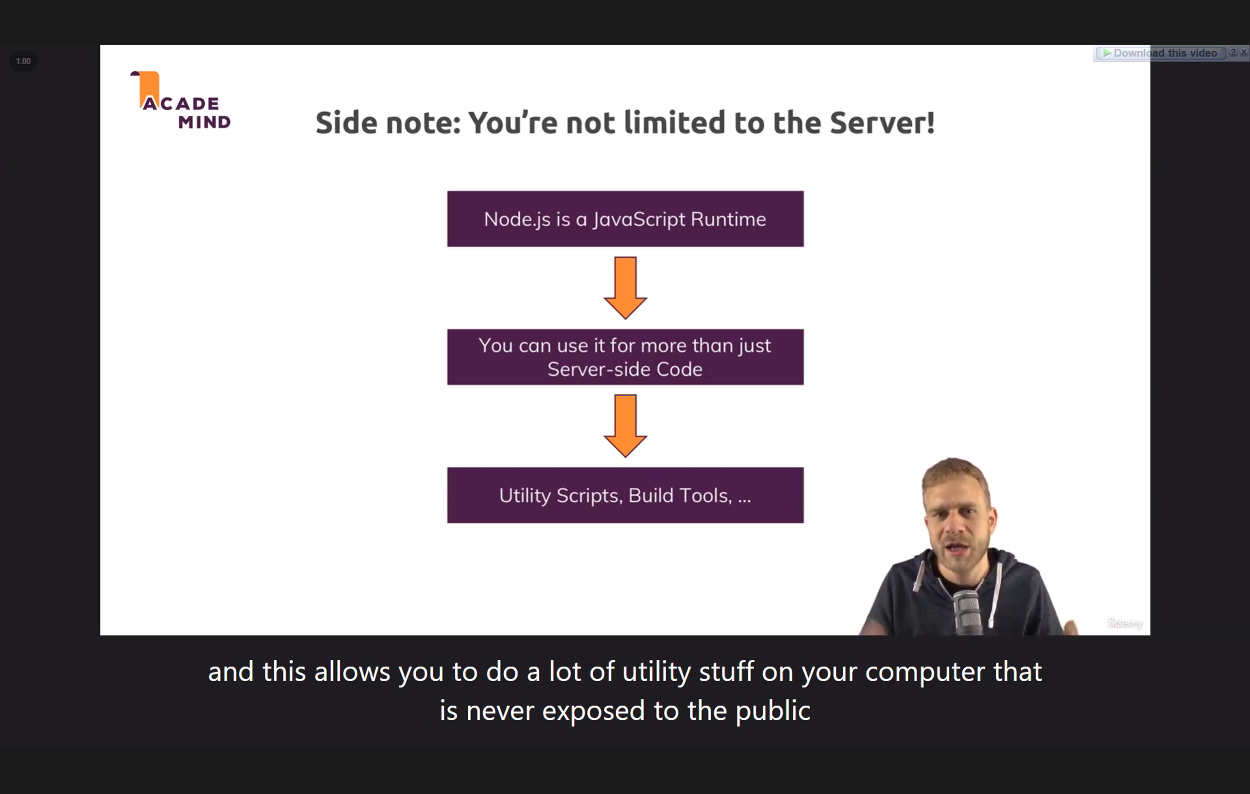 1.00
Download this video ? X
ACADE
MIND
Side note: You're not limited to the Server!
Node.js is a JavaScript Runtime
You can use it for more than just
Server-side Code
Utility Scripts, Build Tools, ...
ûdemy
and this allows you to do a lot of utility stuff on your computer that
is never exposed to the public